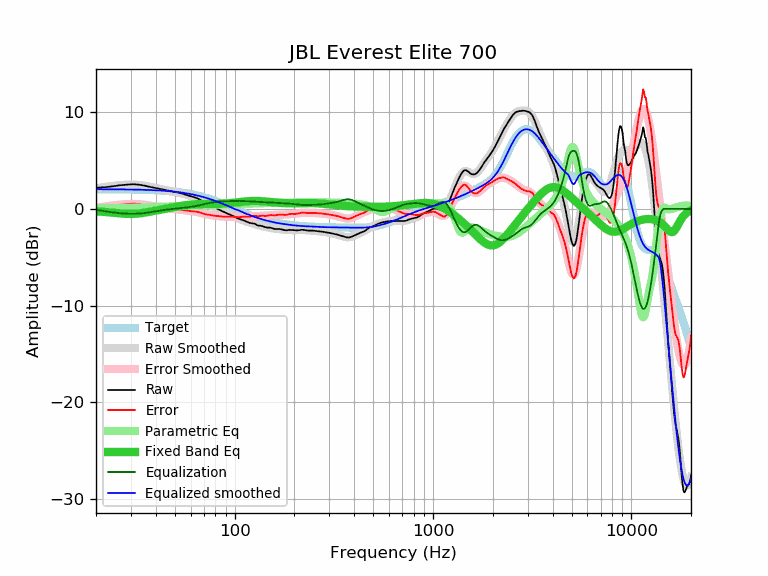 JBL Everest Elite 700
Amplitude (dBr)
10
0
−10
−20
−30
Target
Raw Smoothed
Error Smoothed
Raw
Error
Parametric Eq
Fixed Band Eq
Equalization
Equalized smoothed
100
1000
10000
Frequency (Hz)